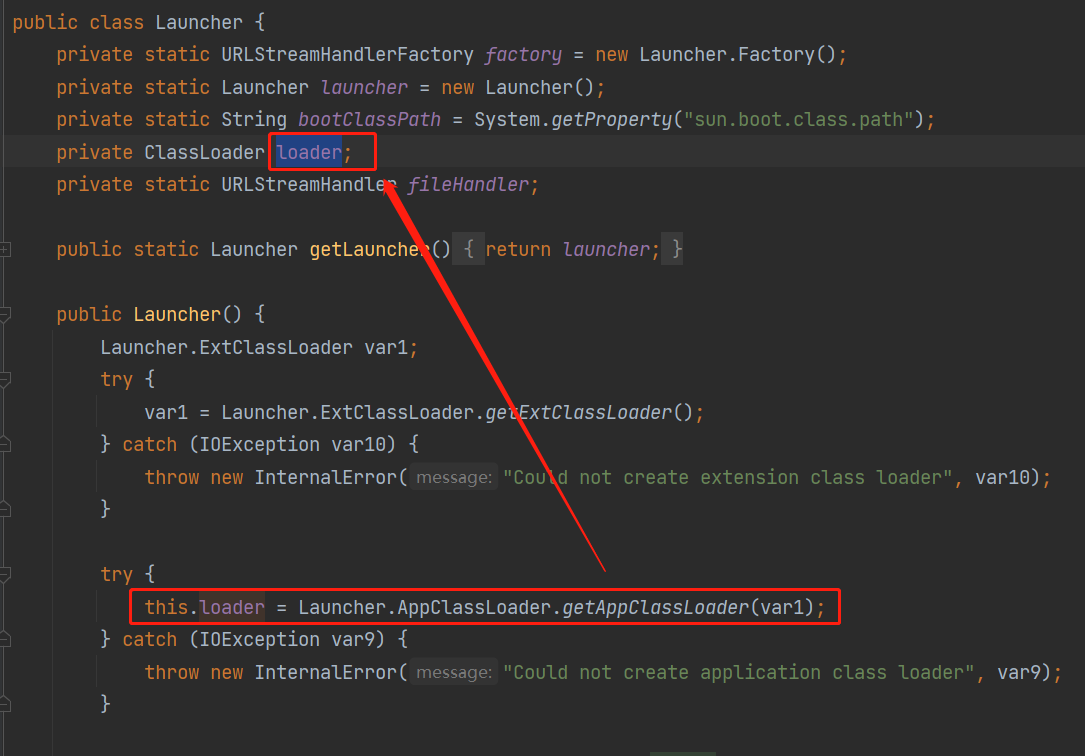 public class Launcher {
    private static URLStreamHandlerFactory factory = new Launcher.Factory();
    private static Launcher launcher = new Launcher();
    private static String bootClassPath = System.getProperty("sun.boot.class.path");
    private ClassLoader loader;
    private static URLStreamHandler fileHandler;
    public static Launcher getLauncher() { return launcher; }
    public Launcher() {
        Launcher.ExtClassLoader var1;
        try {
            var1 = Launcher.ExtClassLoader.getExtClassLoader();
        } catch (IOException var10) {
            throw new InternalError( message: "Could not create extension class loader", var10);
        }
        try {
            this.loader = Launcher.AppClassLoader.getAppClassLoader(var1);
        } catch (IOException var9) {
            throw new InternalError( message: "Could not create application class loader", var9);
        }